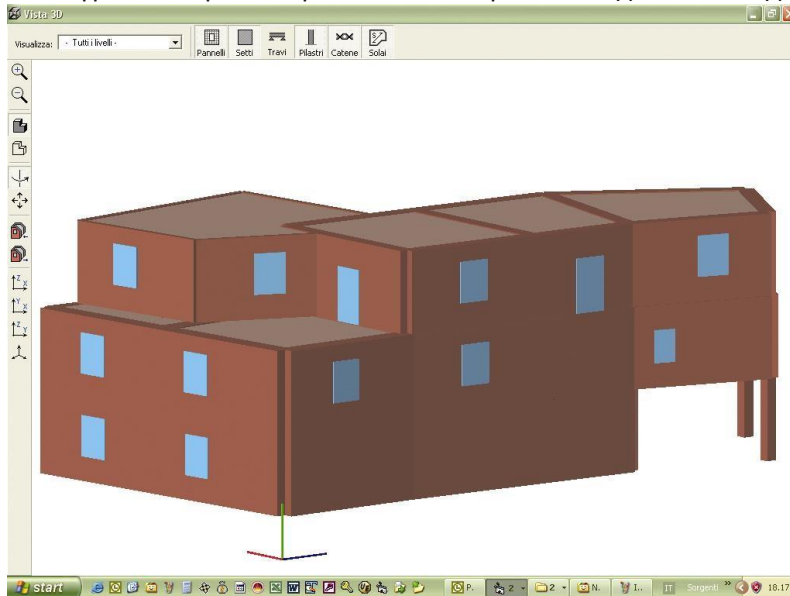 Vista 3D
Visualizza: - Tutti i livelli -
Pannelli Setti Travi Pilastri Catene Solai
Z X
Y X
Z Y
start
P. 2 2 N. I.. IT Sorgenti » 18.17